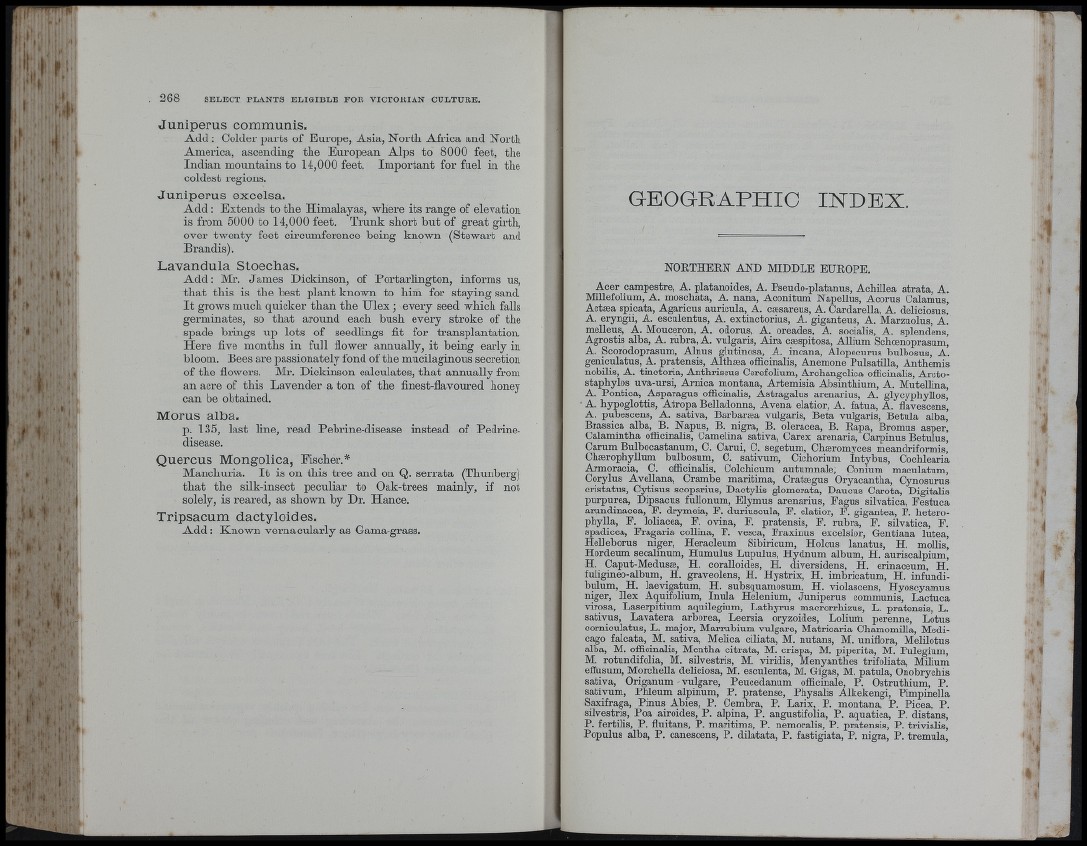 268 SELECT PLANTS ELIGIBLE FOR VICTORIAN CULTURE.
Juniperus communis.
Add: Colder parts of Europe, Asia, North Africa and North
America, ascending the European Alps to 8000 feet, the
Indian mountains to 14,000 feet. Important for fuel in the
coldest regions.
Juniperus excelsa.
Add: Extends to the Himalayas, where its range of elevation
is from 5000 to 14,000 feet. Trunk short but of great girth,
over twenty feet circumference being known (Stewart and
Brandis).
Lavandula Stoechas.
Add: Mr. James Dickinson, of Portarlington, informs us,
that this is the best plant known to him for staying sand
It grows much quicker than the Ulex; every seed which falls
germinates, so that around each bush every stroke of the
spade brings up lots of seedlings fit for transplantation.
Here five months in full flower annually, it being early in
bloom. Bees are passionately fond of the mucilaginous secretion
of the flowers. Mr. Dickinson calculates, that annually from
an acre of this Lavender a ton of the finest-flavoured honey
can be obtained.
Morus alba.
p. 135, last line, read Pebrine-disease instead of Pedrine-
disease.
Quercus Mongolica, Fischer.*
Manchuria. It is on this tree and on Q. serrata (Thunberg)
that the silk-insect peculiar to Oak-trees mainly, if not
solely, is reared, as shown by Dr. Hance.
Tripsacum dactyloides.
Add: Known vernacularly as Gama-grass.
GEOGRAPHIC INDEX.
NORTHERN AND MIDDLE EUROPE.
Acer campestre, A. platanoides, A. Pseudo-platanus, Achillea atrata, A.
Millefolium, A. moschata, A. nana, Aconitum Napellus, Acorus Calamus,
Actæa spicata, Agaricus auricula, A. cæsareus, A. Cardarella, A. deliciosus,
A. eryngii, A. esculentus, A. extinctorius, A. giganteus, A. Marzuolus, A.
melleus, A. Mouceron, A. odorus, A. oreades, A. socialis, A. splendens,
Agrostis alba, A. rubra, A. vulgaris, Aira cæspitosa, Allium Schœnoprasum,
A. Scorodoprasum, Alnus glutinosa, A. incana, Alopecurus bulbosus, A.
geniculatus, A. pratensis, Althæa officinalis, Anemone Pulsatilla, Anthemis
nobilis, A. tinctoria, Anthriscus Cerefolium, Archangelica officinalis, Arcto-
staphylos uva-ursi, Arnica montana, Artemisia Absinthium, A. Mutellina,
A. Pontica, Asparagus officinalis, Astragalus arenarius, A. glycyphyllos,
A. hypoglottis, Atropa Belladonna, Avena elatior, A. fatua, A. flavescens,
A. pubescens, A. sativa, Barbaræa vulgaris, Beta vulgaris, Betula alba,
Brassica alba, B. Napus, B. nigra, B. oleracea, B. Rapa, Bromus asper,
Calamintha officinalis, Camelina sativa, Carex arenaria, Carpinus Betulus,
Carum Bulbocastanum, C. Carui, C. segetum, Chæromyces meandriformis,
Chærophyllum bulbosum, C. sativum, Cichorium Intybus, Cochlearia
Armoracia, C. officinalis, Colchicum autumnale, Conium maculatum,
Corylus Avellana, Crambe maritima, Cratægus Oryacantha, Cynosurus
cristatus, Cytisus scoparius, Dactylis glomerata, Daucus Carota, Digitalis
purpurea, Dipsacus fullonum, Elymus arenarius, Fagus silvatica, Festuca
arundinacea, F. drymeia, F. duriuscula, F. elatior, F. gigantea, F. hetero-
phylla, F. loliacea, F. ovina, F. pratensis, F. rubra, F. silvatica, F.
spadicea, Fragaria collina, F. vesca, Fraxinus excelsior, Gentiana lutea,
Helleborus niger, Heracleum Sibiricum, Holcus lanatus, H. mollis,
Hordeum secalinum, Humulus Lupulus, Hydnum album, H. auriscalpium,
H. Caput-Medusæ, H. coralloides, H. diversidens, H. erinaceum, H.
fuligineo-album, H. graveolens, H. Hystrix, H. imbricatum, H. infundi-
bulum, H. laevigatum, H. subsquamosum, H. violascens, Hyoscyamus
niger, Ilex Aquifolium, Inula Helenium, Juniperus communis, Lactuca
virosa, Laserpitium aquilegium, Lathyrus macrorrhizus, L. pratensis, L.
sativus, Lavatera arborea, Leersia oryzoides, Lolium perenne, Lotus
corniculatus, L. major, Marrubium vulgare, Matricaria Chamomilla, Medi-
cago falcata, M. sativa, Melica ciliata, M. nutans, M. uniflora, Melilotus
alba, M. officinalis, Mentha citrata, M. crispa, M. piperita, M. Pulegium,
M. rotundifolia, M. silvestris, M. viridis, Menyanthes trifoliata, Milium
effusum, Morchella deliciosa, M. esculenta, M. Gigas, M. patula, Onobrychis
sativa, Origanum vulgare, Peucedanum officinale, P. Ostruthium, P.
sativum, Phleum alpinum, P. pratense, Physalis Alkekengi, Pimpinella
Saxifraga, Pinus Abies, P. Cembra, P. Larix, P. montana, P. Picea, P.
silvestris, Poa airoides, P. alpina, P. angustifolia, P. aquatica, P. distans,
P. fertilis, P. fluitans, P. maritima, P. nemoralis, P. pratensis, P. trivialis,
Populus alba, P. canescens, P. dilatata, P. fastigiata, P. nigra, P. tremula,